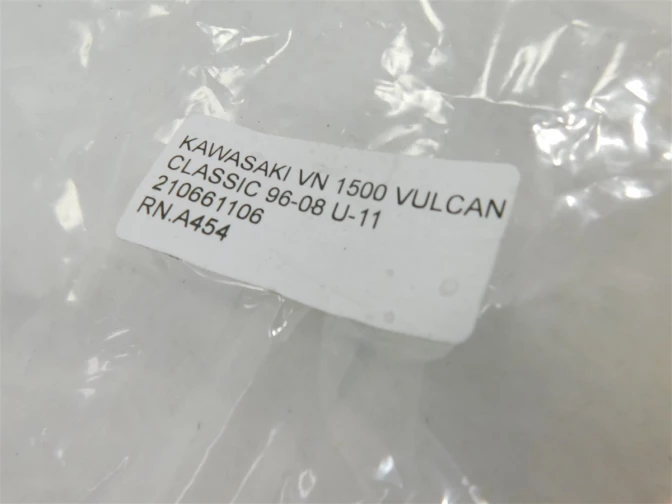 KAWASAKI VN 1500 VULCAN
CLASSIC 96-08 U-11
210661106
RN.A454